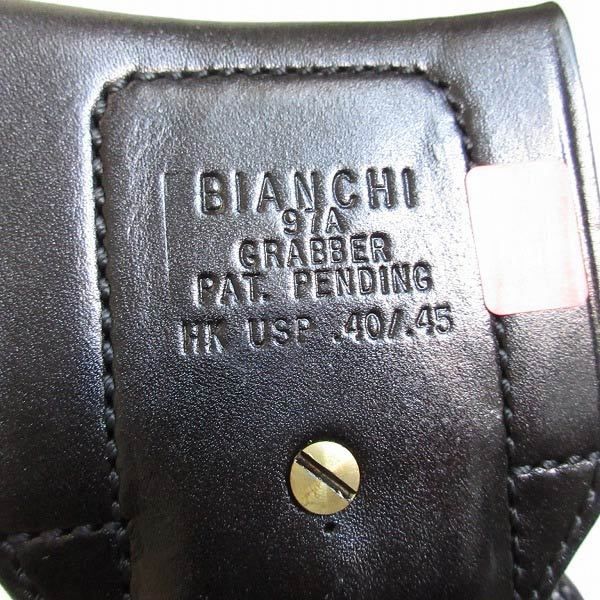 BIANCHI
97A
GRABBER
PAT. PENDING
HK USP .40/.45